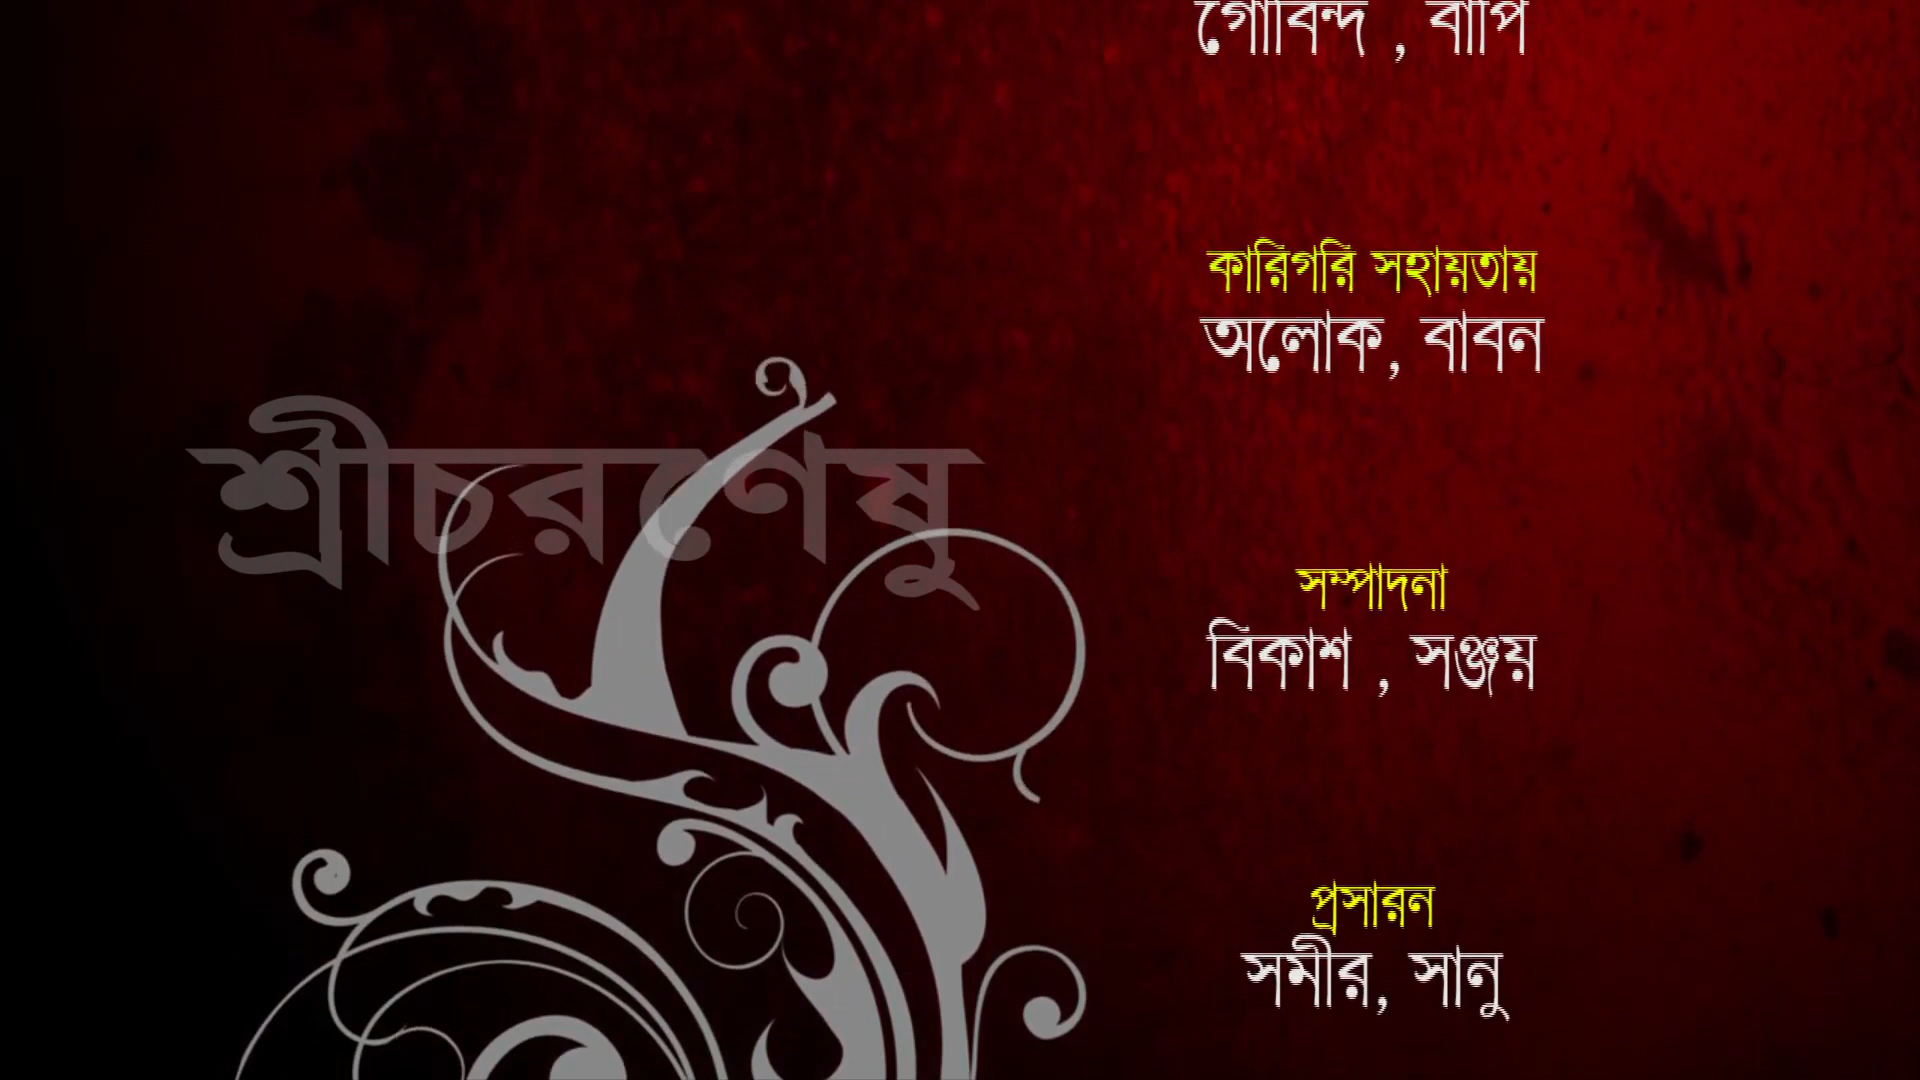 গোবিন্দ , বাপি
কারিগরি সহায়তায়
অলোক, বাবন
শ্রীচরণেষু
সম্পাদনা
বিকাশ , সঞ্জয়
প্রসারন
সমীর, সানু